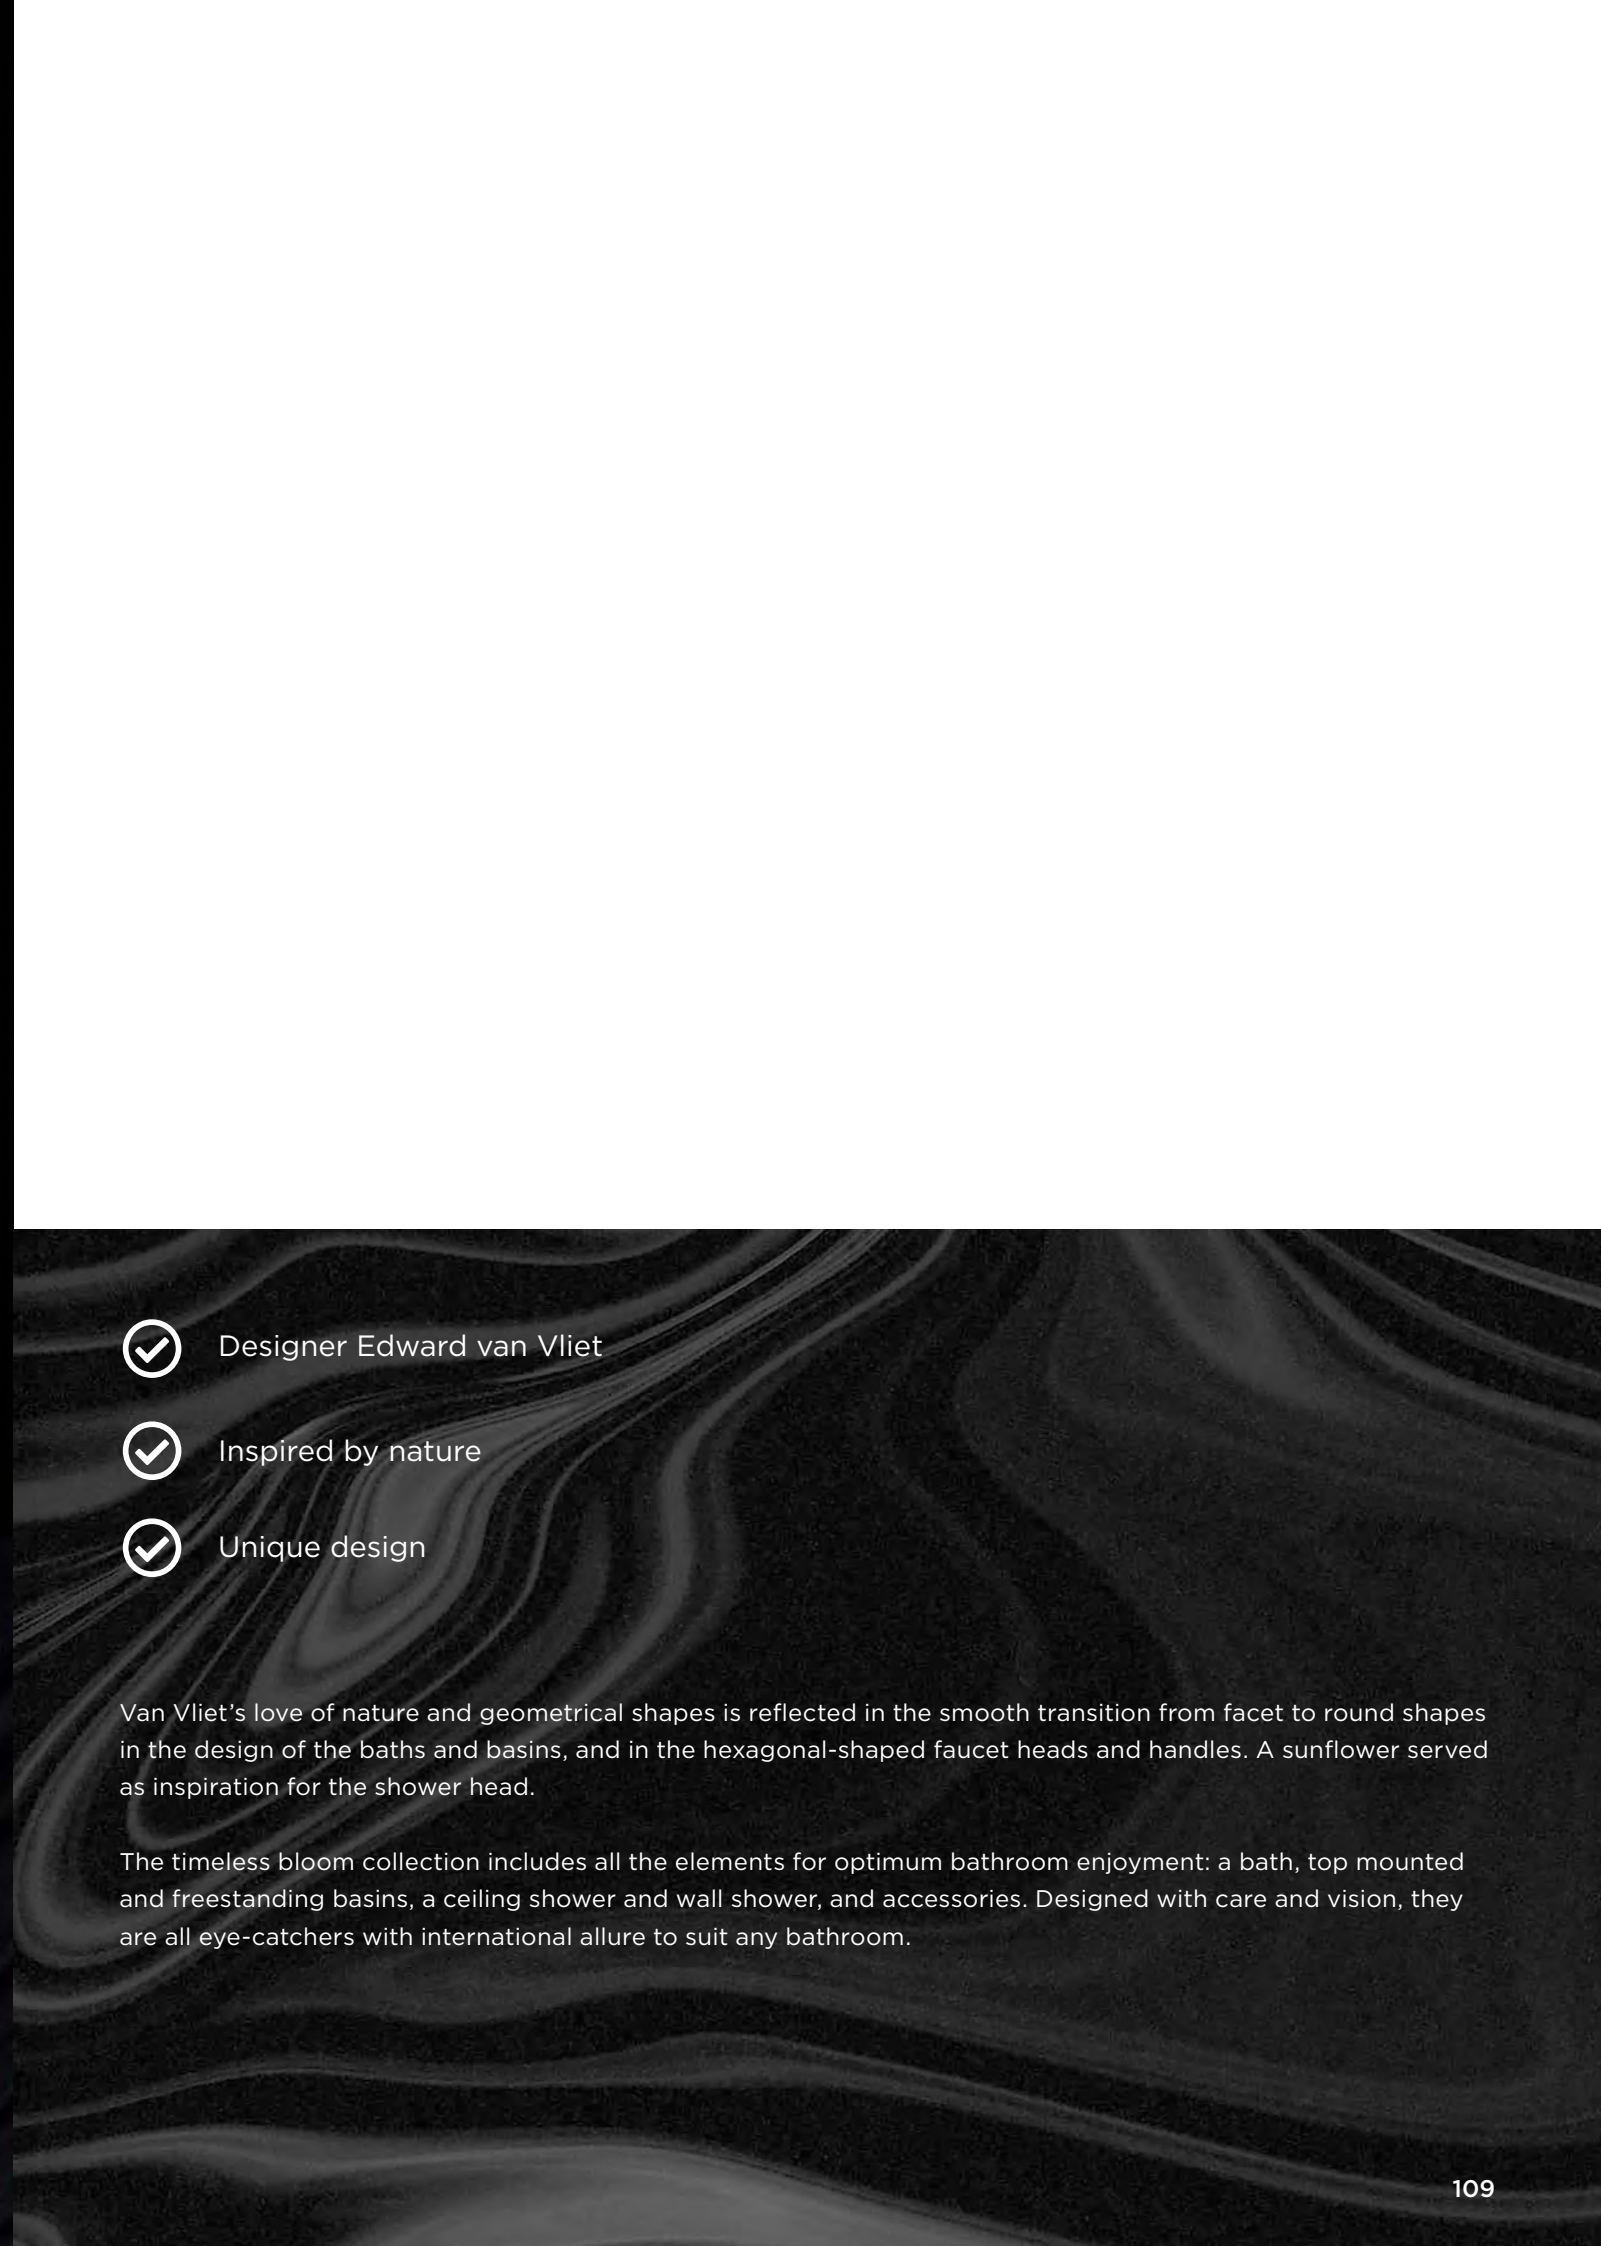 Designer Edward van Vliet
Inspired by nature
Unique design
Van Vliet’s love of nature and geometrical shapes is reflected in the smooth transition from facet to round shapes
in the design of the baths and basins, and in the hexagonal-shaped faucet heads and handles. A sunflower served
as inspiration for the shower head.
The timeless bloom collection includes all the elements for optimum bathroom enjoyment: a bath, top mounted
and freestanding basins, a ceiling shower and wall shower, and accessories. Designed with care and vision, they
are all eye-catchers with international allure to suit any bathroom.
109